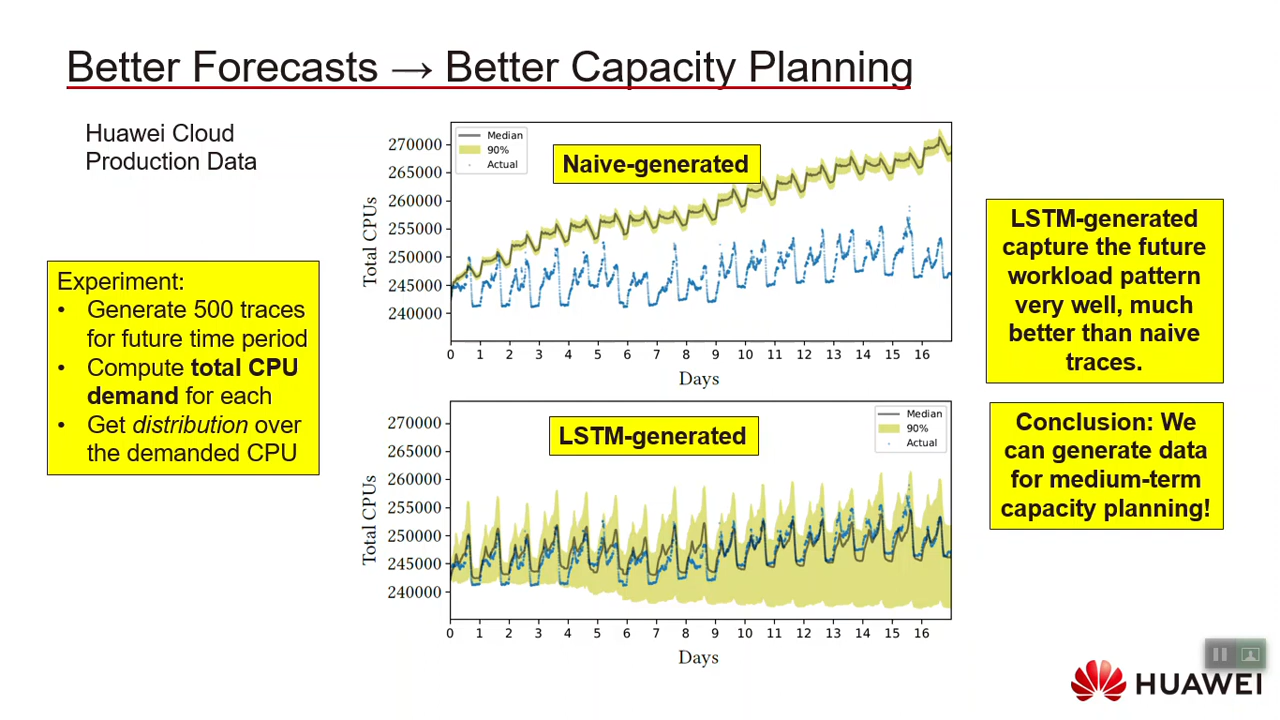 Better Forecasts → Better Capacity Planning
Huawei Cloud
Production Data
Experiment:
• Generate 500 traces
for future time period
• Compute total CPU
demand for each
• Get distribution over
the demanded CPU
Naive-generated
Median
90%
Actual
Total CPUs
270000
265000
260000
255000
250000
245000
240000
0 1 2 3 4 5 6 7 8 9 10 11 12 13 14 15 16
Days
LSTM-generated
Median
90%
Actual
Total CPUs
270000
265000
260000
255000
250000
245000
240000
0 1 2 3 4 5 6 7 8 9 10 11 12 13 14 15 16
Days
LSTM-generated
capture the future
workload pattern
very well, much
better than naive
traces.
Conclusion: We
can generate data
for medium-term
capacity planning!
HUAWEI